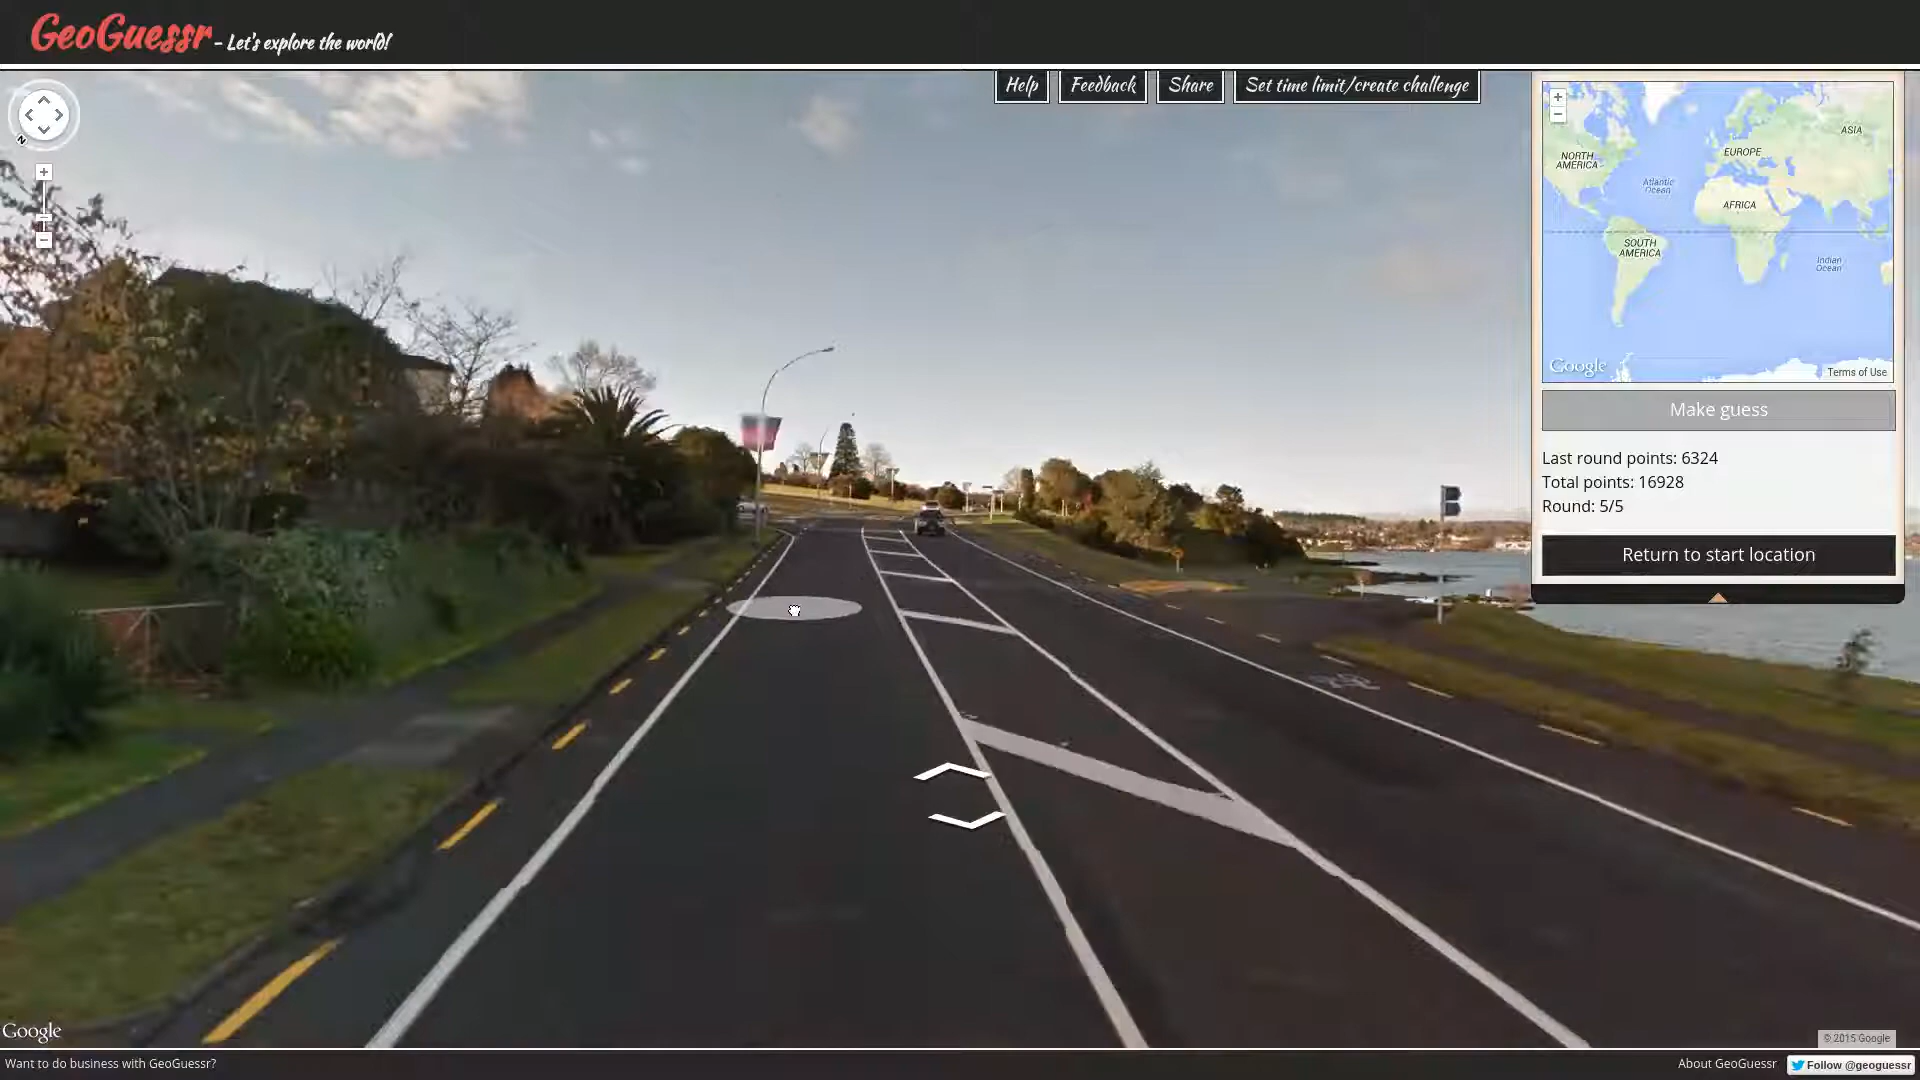 GeoGuessr - Let's explore the world!
Help
Feedback
Share
Set time limit/create challenge
N
+
−
+
−
NORTH
AMERICA
Atlantic
Ocean
EUROPE
ASIA
AFRICA
SOUTH
AMERICA
Indian
Ocean
Google
Terms of Use
Make guess
Last round points: 6324
Total points: 16928
Round: 5/5
Return to start location
Google
© 2015 Google
Want to do business with GeoGuessr?
About GeoGuessr
Follow @geoguessr